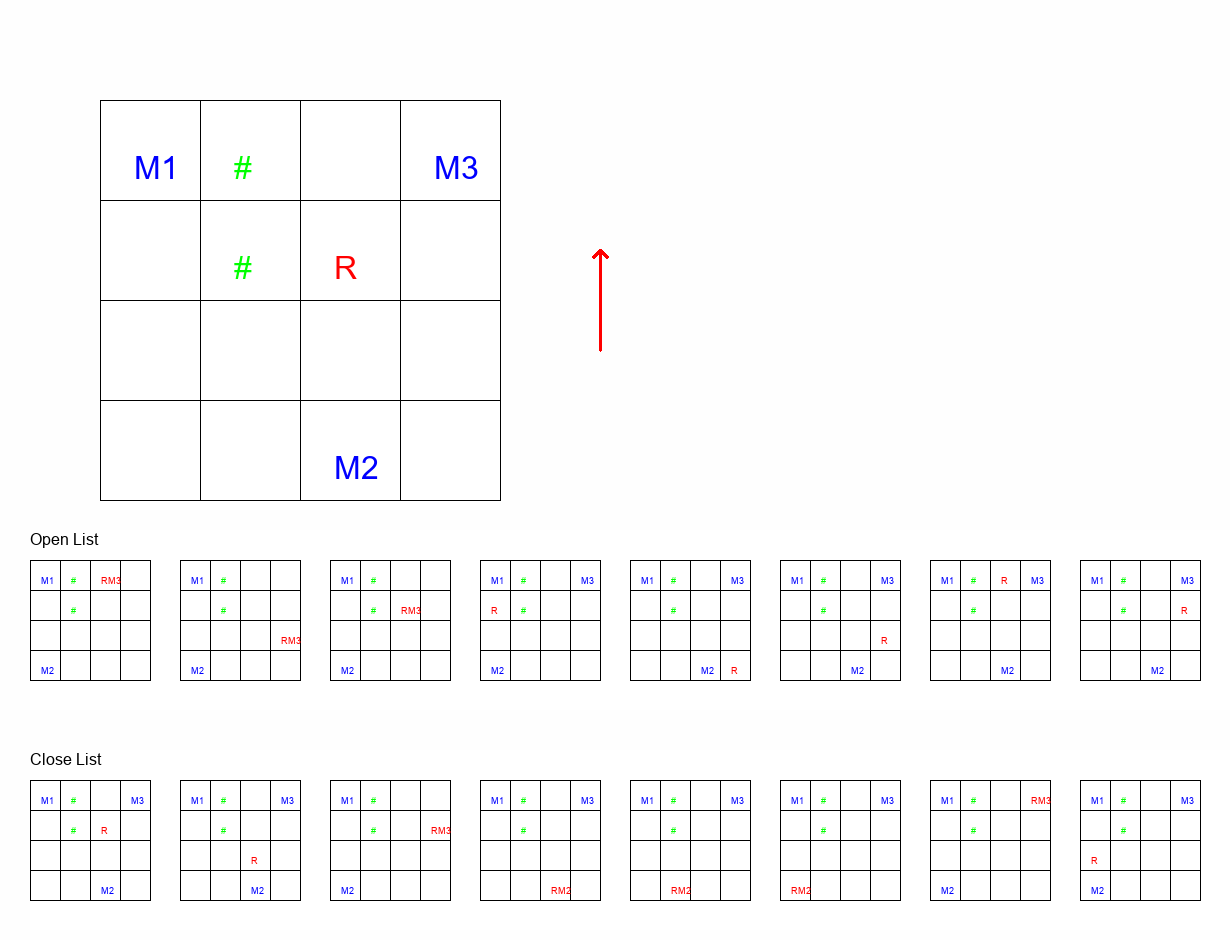 M1 # M3
# R
M2
Open List
M1 # RM3 M1 # M1 # M1 # M3 M1 # M3 M1 # M3 M1 # R M3 M1 # M3
# # # RM3 R # # # # # R
RM3 R
M2 M2 M2 M2 M2 R M2 M2 M2
Close List
M1 # M3 M1 # M3 M1 # M1 # M3 M1 # M3 M1 # M3 M1 # RM3 M1 # M3
# R # # RM3 # # # # #
R R
M2 M2 M2 RM2 RM2 RM2 M2 M2